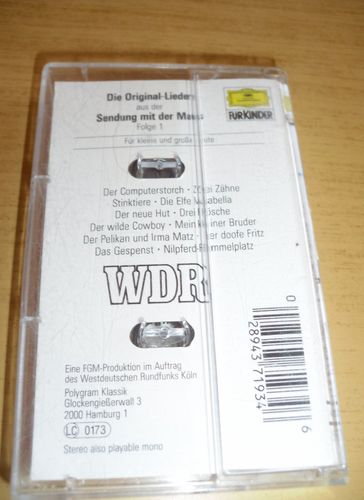 Die Original-Lieder
aus der
Sendung mit der Maus
Folge 1
Für kleine und große Leute
Der Computerstorch · Zwei Zähne
Stinktiere · Die Elfe Mirabella
Der neue Hut · Drei Frösche
Der wilde Cowboy · Mein kleiner Bruder
Der Pelikan und Irma Matz · Der doofe Fritz
Das Gespenst · Nilpferd-Bammelplatz
WDR
Eine FGM-Produktion im Auftrag
des Westdeutschen Rundfunks Köln
Polygram Klassik
Glockengießerwall 3
2000 Hamburg 1
LC 0173
Stereo also playable mono
FÜR KINDER
0 28943 71934 6